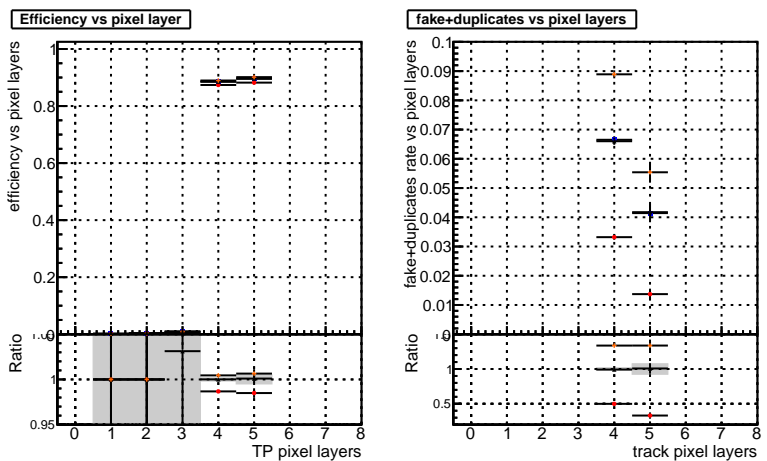 Efficiency vs pixel layer
efficiency vs pixel layers
1
0.8
0.6
0.4
0.2
0
Ratio
1
0.95
0 1 2 3 4 5 6 7 8
TP pixel layers
fake+duplicates vs pixel layers
fake+duplicates rate vs pixel layers
0.1
0.09
0.08
0.07
0.06
0.05
0.04
0.03
0.02
0.01
0
Ratio
1
0.5
0 1 2 3 4 5 6 7 8
track pixel layers